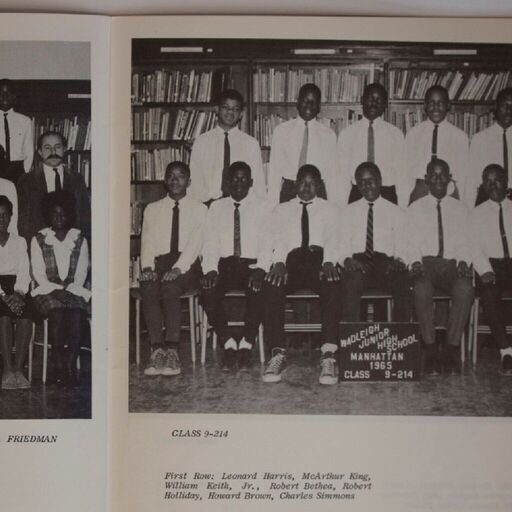 WADLEIGH
JUNIOR HIGH
SCHOOL
MANHATTAN
1965
CLASS 9-214
FRIEDMAN
CLASS 9-214
First Row: Leonard Harris, McArthur King,
William Keith, Jr., Robert Bethea, Robert
Holliday, Howard Brown, Charles Simmons